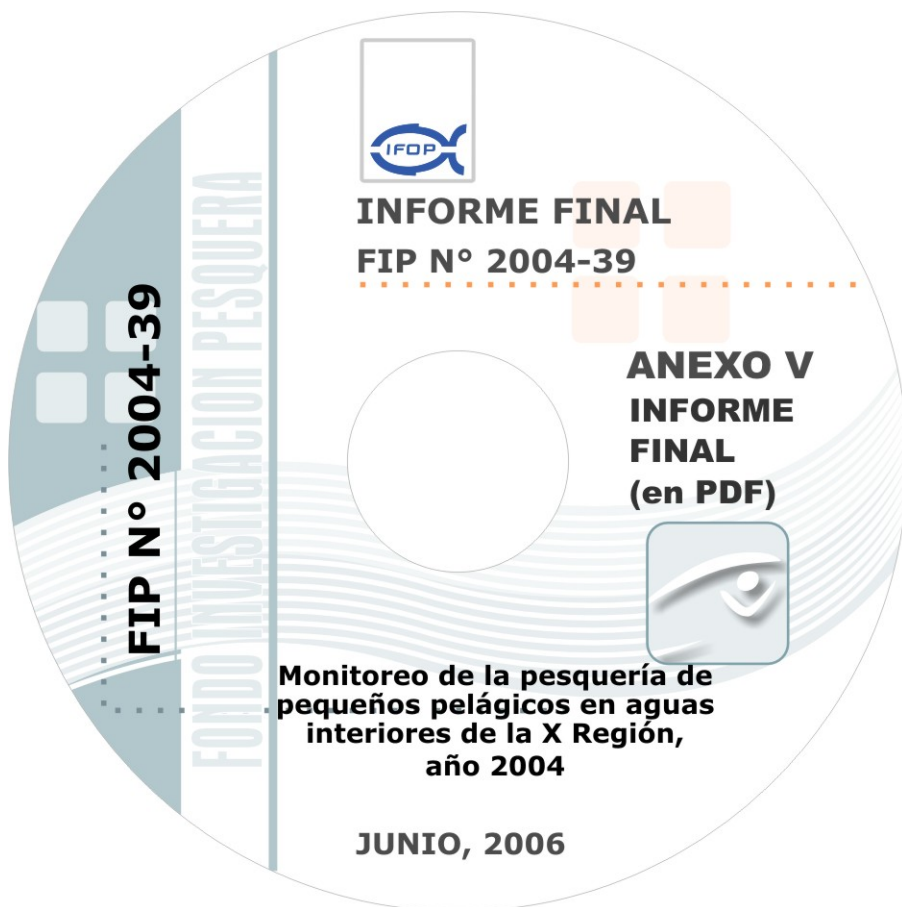 IFOP
INFORME FINAL
FIP N° 2004-39
FIP N° 2004-39
FONDO INVESTIGACION PESQUERA
ANEXO V
INFORME
FINAL
(en PDF)
Monitoreo de la pesquería de
pequeños pelágicos en aguas
interiores de la X Región,
año 2004
JUNIO, 2006